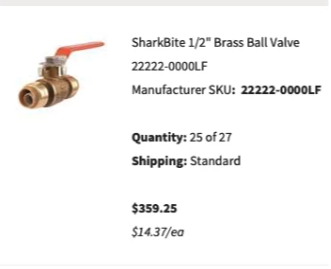 SharkBite 1/2" Brass Ball Valve
22222-0000LF
Manufacturer SKU: 22222-0000LF
Quantity: 25 of 27
Shipping: Standard
$359.25
$14.37/ea